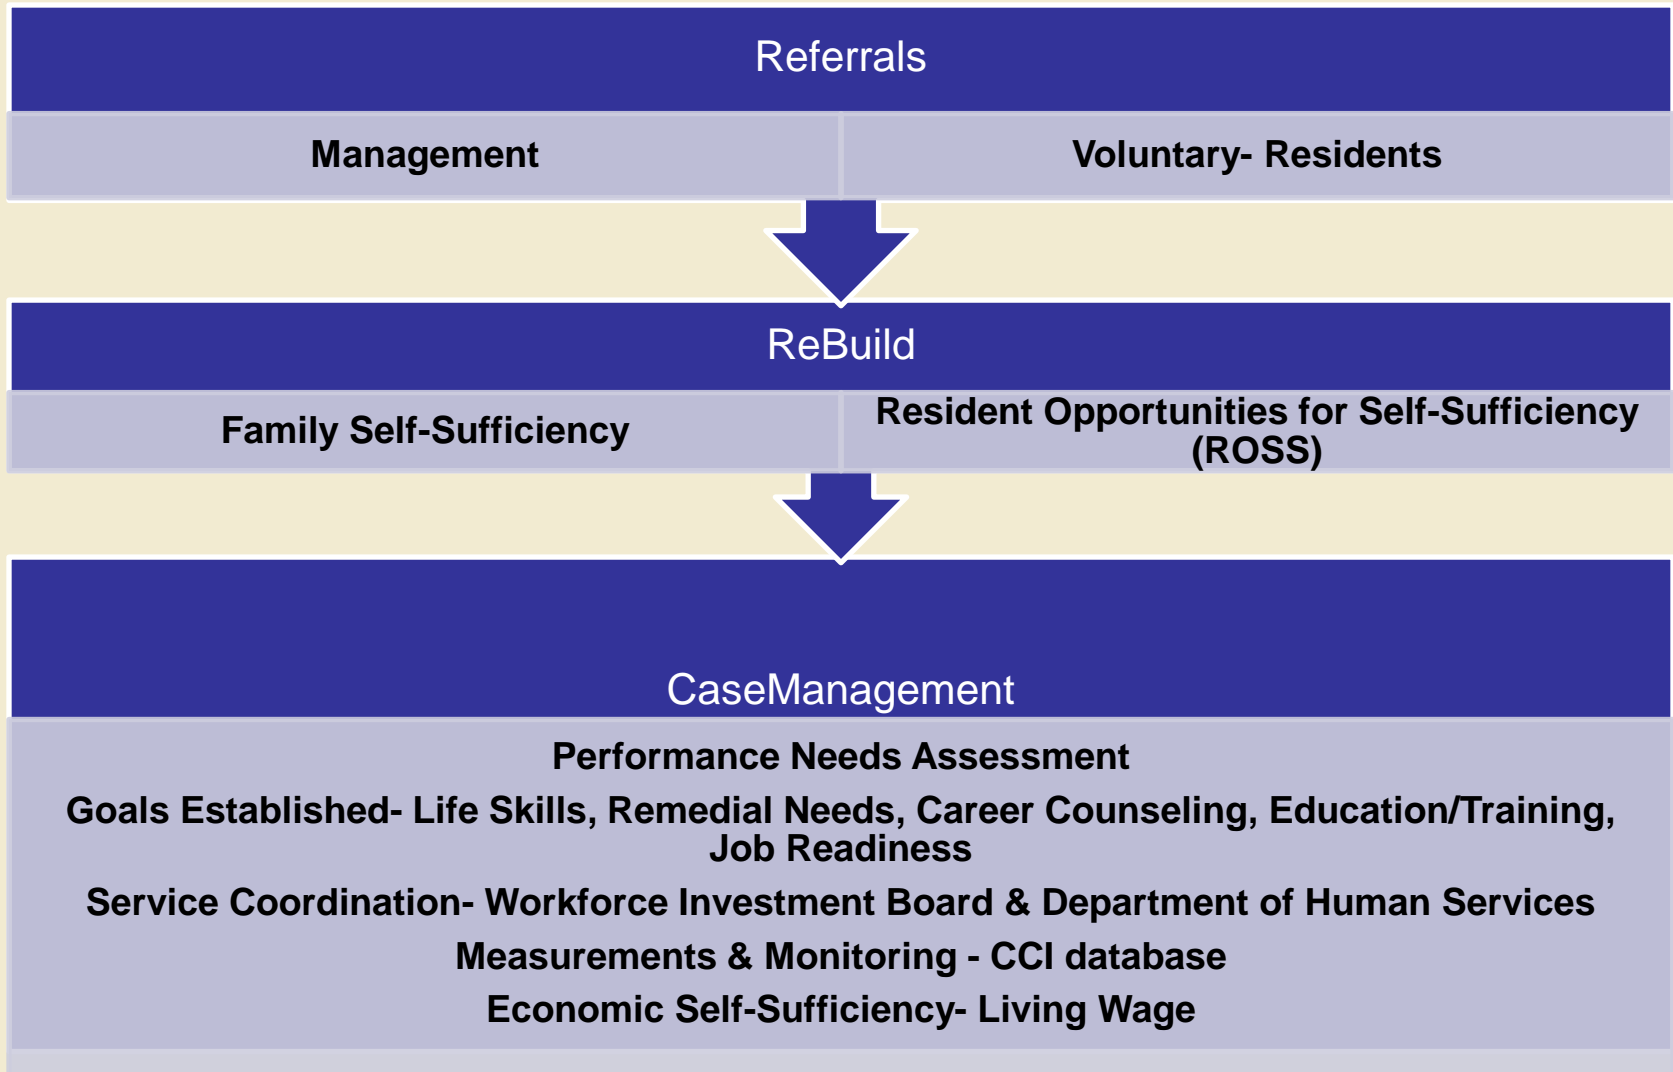 Referrals
Management
Voluntary- Residents
ReBuild
Family Self-Sufficiency
Resident Opportunities for Self-Sufficiency
(ROSS)
CaseManagement
Performance Needs Assessment
Goals Established- Life Skills, Remedial Needs, Career Counseling, Education/Training,
Job Readiness
Service Coordination- Workforce Investment Board & Department of Human Services
Measurements & Monitoring - CCI database
Economic Self-Sufficiency- Living Wage